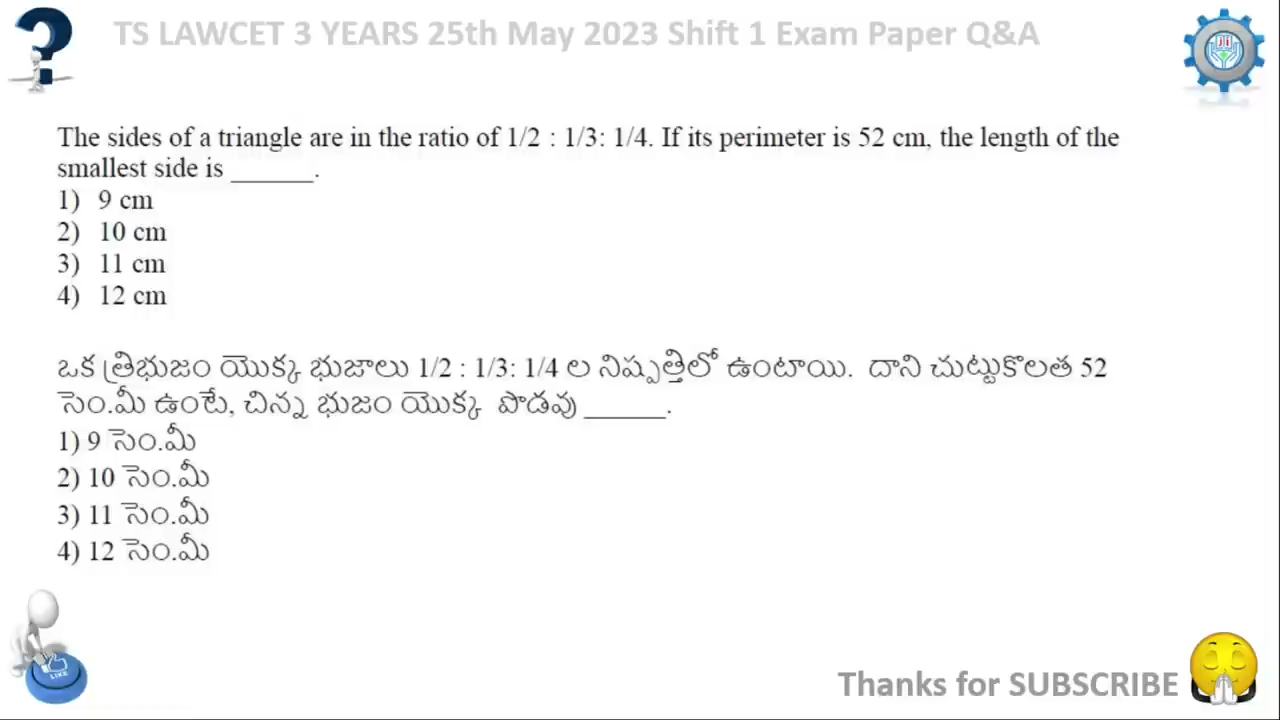 TS LAWCET 3 YEARS 25th May 2023 Shift 1 Exam Paper Q&A
The sides of a triangle are in the ratio of 1/2 : 1/3: 1/4. If its perimeter is 52 cm, the length of the
smallest side is ______.
1) 9 cm
2) 10 cm
3) 11 cm
4) 12 cm
ఒక త్రిభుజం యొక్క భుజాలు 1/2 : 1/3: 1/4 ల నిష్పత్తిలో ఉంటాయి. దాని చుట్టుకొలత 52
సెం.మీ ఉంటే, చిన్న భుజం యొక్క పొడవు ______.
1) 9 సెం.మీ
2) 10 సెం.మీ
3) 11 సెం.మీ
4) 12 సెం.మీ
LIKE
Thanks for SUBSCRIBE